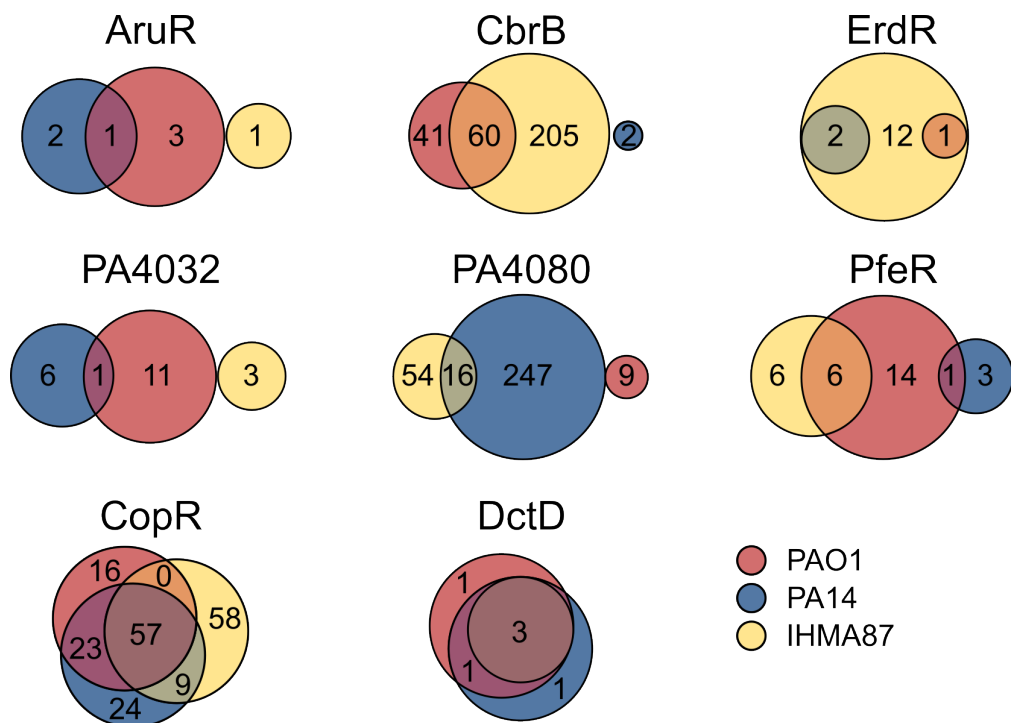 AruR
CbrB
ErdR
2 1 3 1
41 60 205 2
2 12 1
PA4032
PA4080
PfeR
6 1 11 3
54 16 247 9
6 6 14 1 3
CopR
DctD
16 0 58
23 57 9
24
1
3
1 1
PAO1
PA14
IHMA87